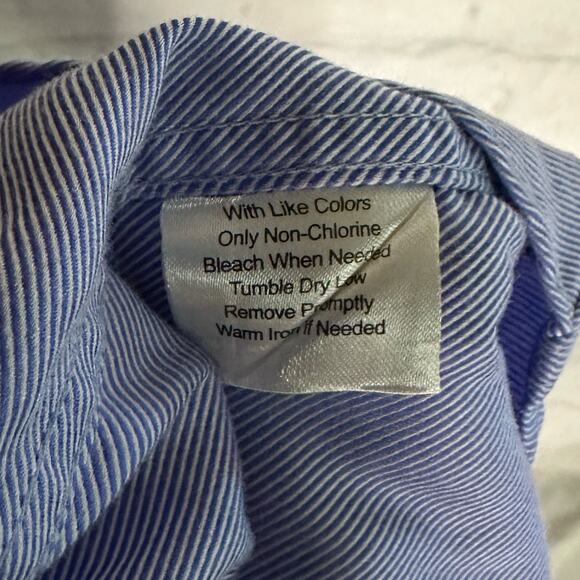 With Like Colors
Only Non-Chlorine
Bleach When Needed
Tumble Dry Low
Remove Promptly
Warm Iron if Needed